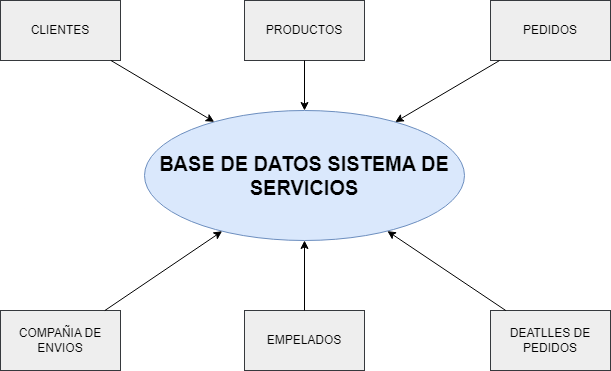 CLIENTES
PRODUCTOS
PEDIDOS
BASE DE DATOS SISTEMA DE
SERVICIOS
COMPAÑIA DE
ENVIOS
EMPELADOS
DEATLLES DE
PEDIDOS